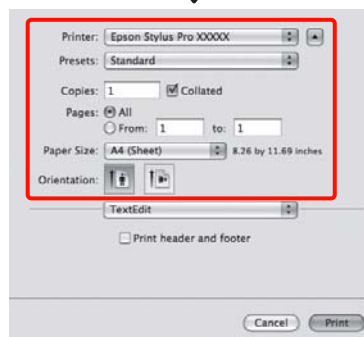 Printer: Epson Stylus Pro XXXXX
Presets: Standard
Copies: 1 Collated
Pages: All
From: 1 to: 1
Paper Size: A4 (Sheet) 8.26 by 11.69 inches
Orientation:
TextEdit
Print header and footer
Cancel Print